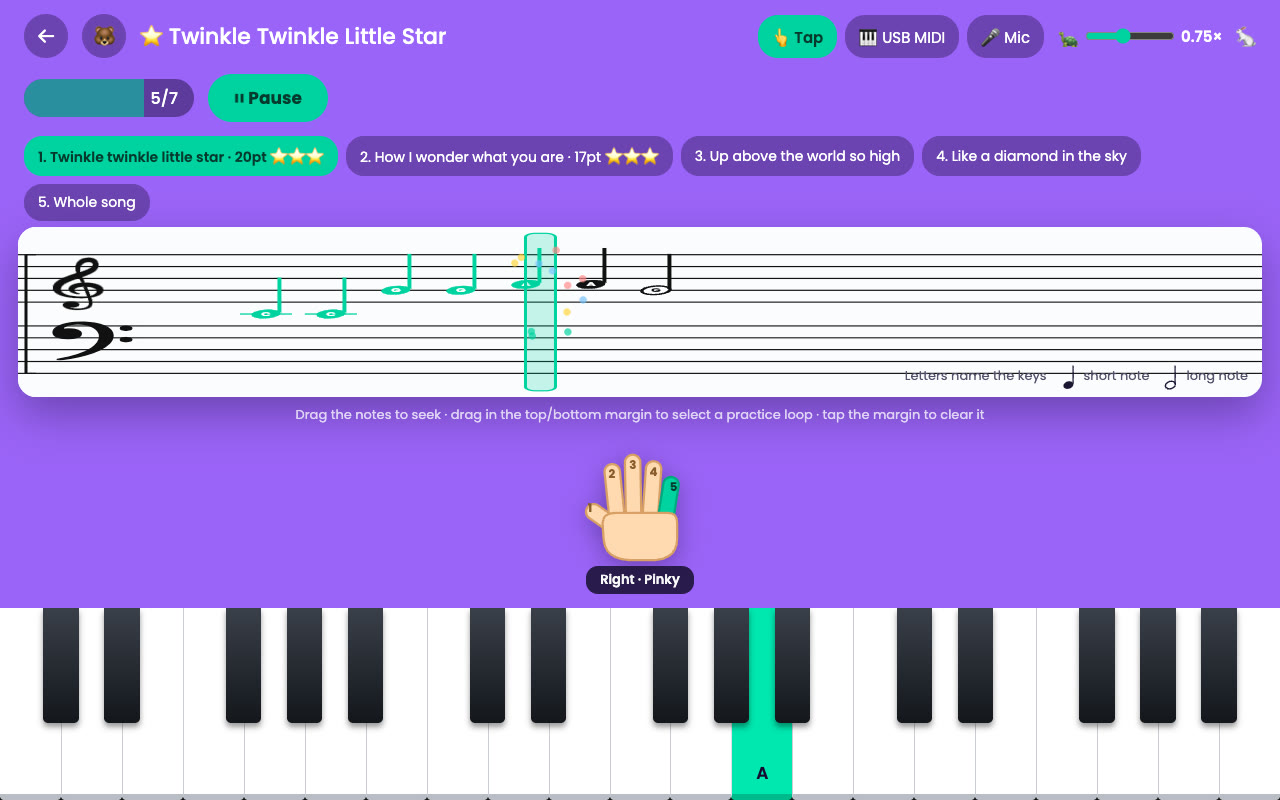 ⭐ Twinkle Twinkle Little Star
👆 Tap
🎹 USB MIDI
🎤 Mic
0.75×
5/7
Pause
1. Twinkle twinkle little star · 20pt ⭐⭐⭐
2. How I wonder what you are · 17pt ⭐⭐⭐
3. Up above the world so high
4. Like a diamond in the sky
5. Whole song
C C G G A A G
Letters name the keys
short note
long note
Drag the notes to seek · drag in the top/bottom margin to select a practice loop · tap the margin to clear it
1 2 3 4 5
Right · Pinky
A